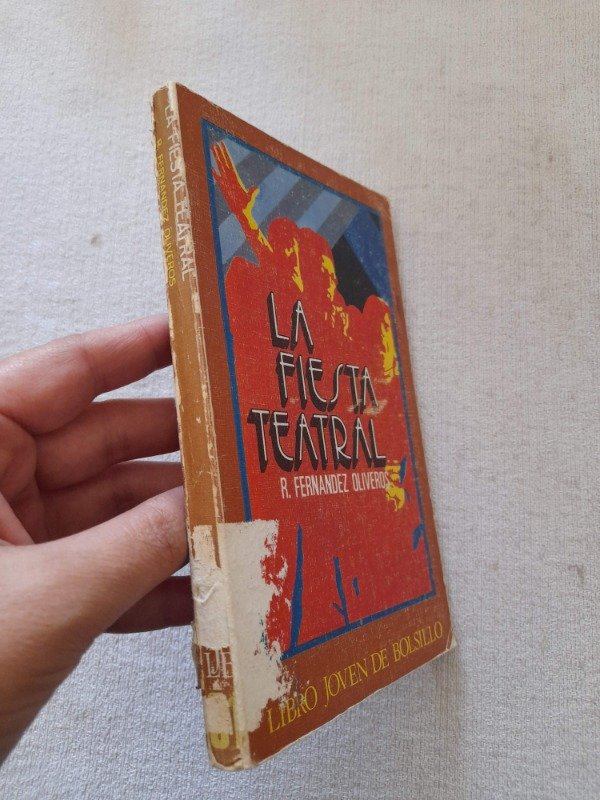 LA FIESTA TEATRAL
R. FERNANDEZ OLIVEROS
LA
FIESTA
TEATRAL
R. FERNANDEZ OLIVEROS
LIBRO JOVEN DE BOLSILLO